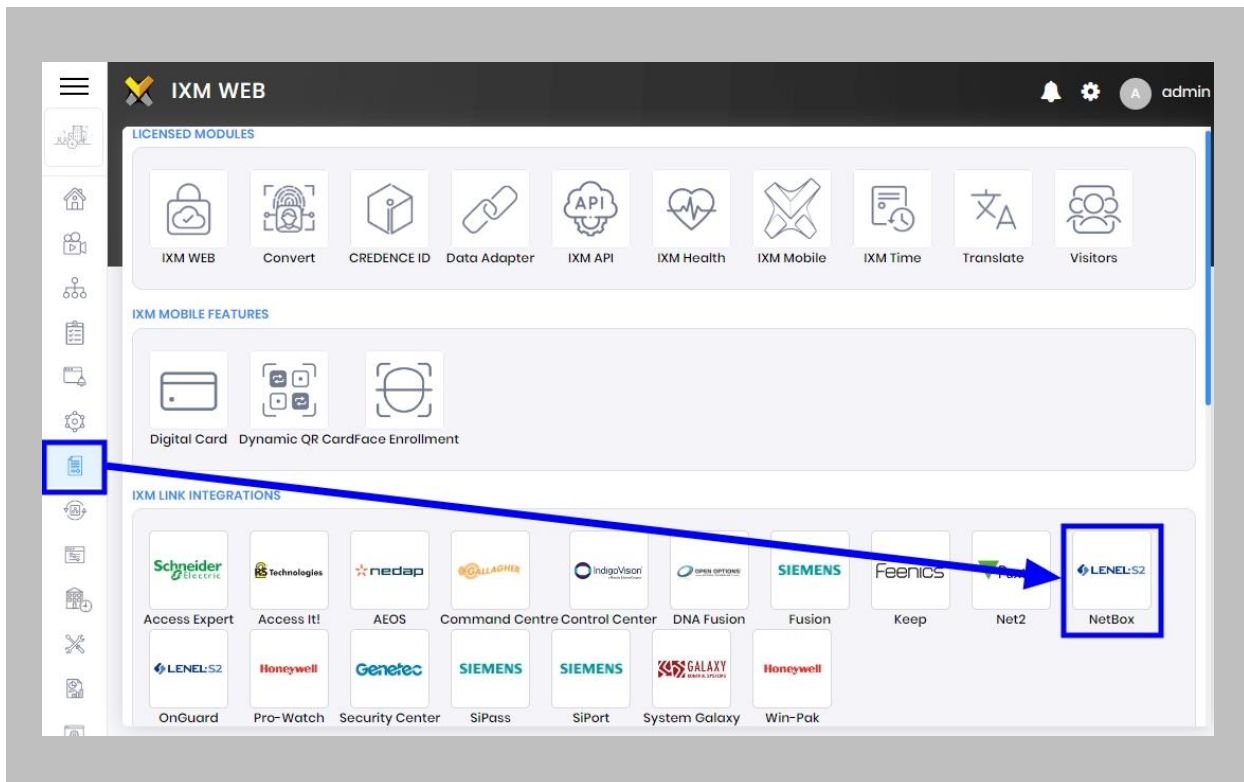 IXM WEB
A admin
LICENSED MODULES
API 文A
IXM WEB Convert CREDENCE ID Data Adapter IXM API IXM Health IXM Mobile IXM Time Translate Visitors
IXM MOBILE FEATURES
Digital Card Dynamic QR Card Face Enrollment
IXM LINK INTEGRATIONS
Schneider Electric RS Technologies nedap GALLAGHER IndigoVision OPEN OPTIONS SIEMENS Feenics LENEL·S2
Access Expert Access It! AEOS Command Centre Control Center DNA Fusion Fusion Keep Net2 NetBox
LENEL·S2 Honeywell Genetec SIEMENS SIEMENS GALAXY Honeywell
OnGuard Pro-Watch Security Center SiPass SiPort System Galaxy Win-Pak